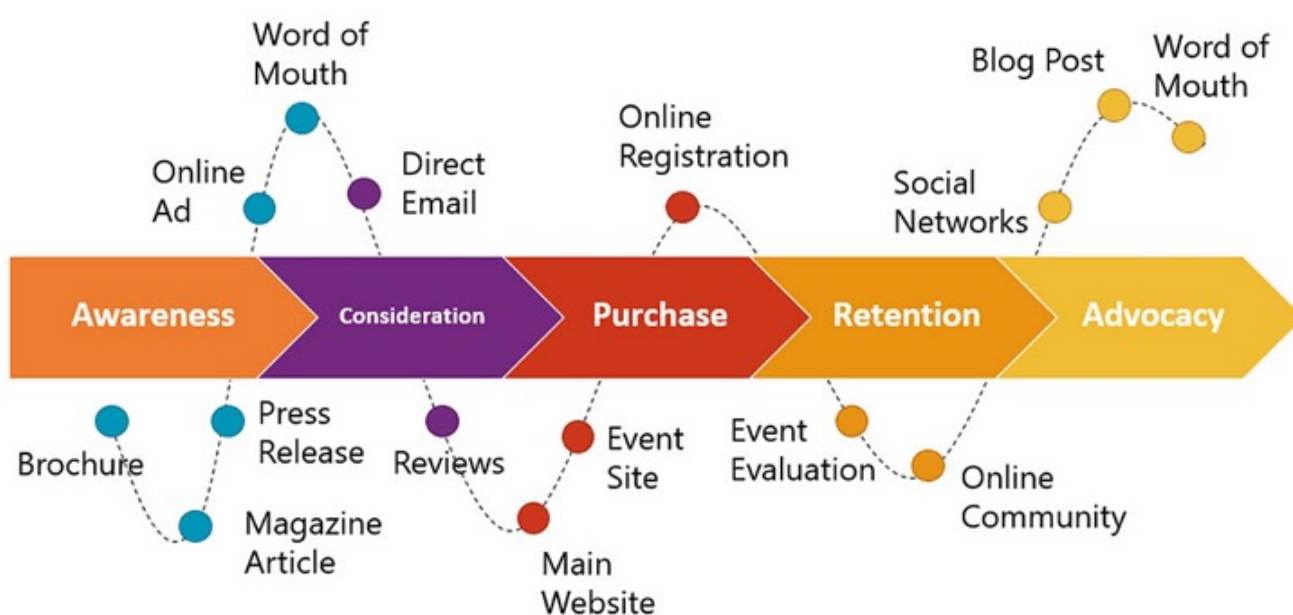 Word of
Mouth
Online
Ad
Direct
Email
Online
Registration
Social
Networks
Blog Post
Word of
Mouth
Awareness
Consideration
Purchase
Retention
Advocacy
Brochure
Press
Release
Magazine
Article
Reviews
Event
Site
Main
Website
Event
Evaluation
Online
Community